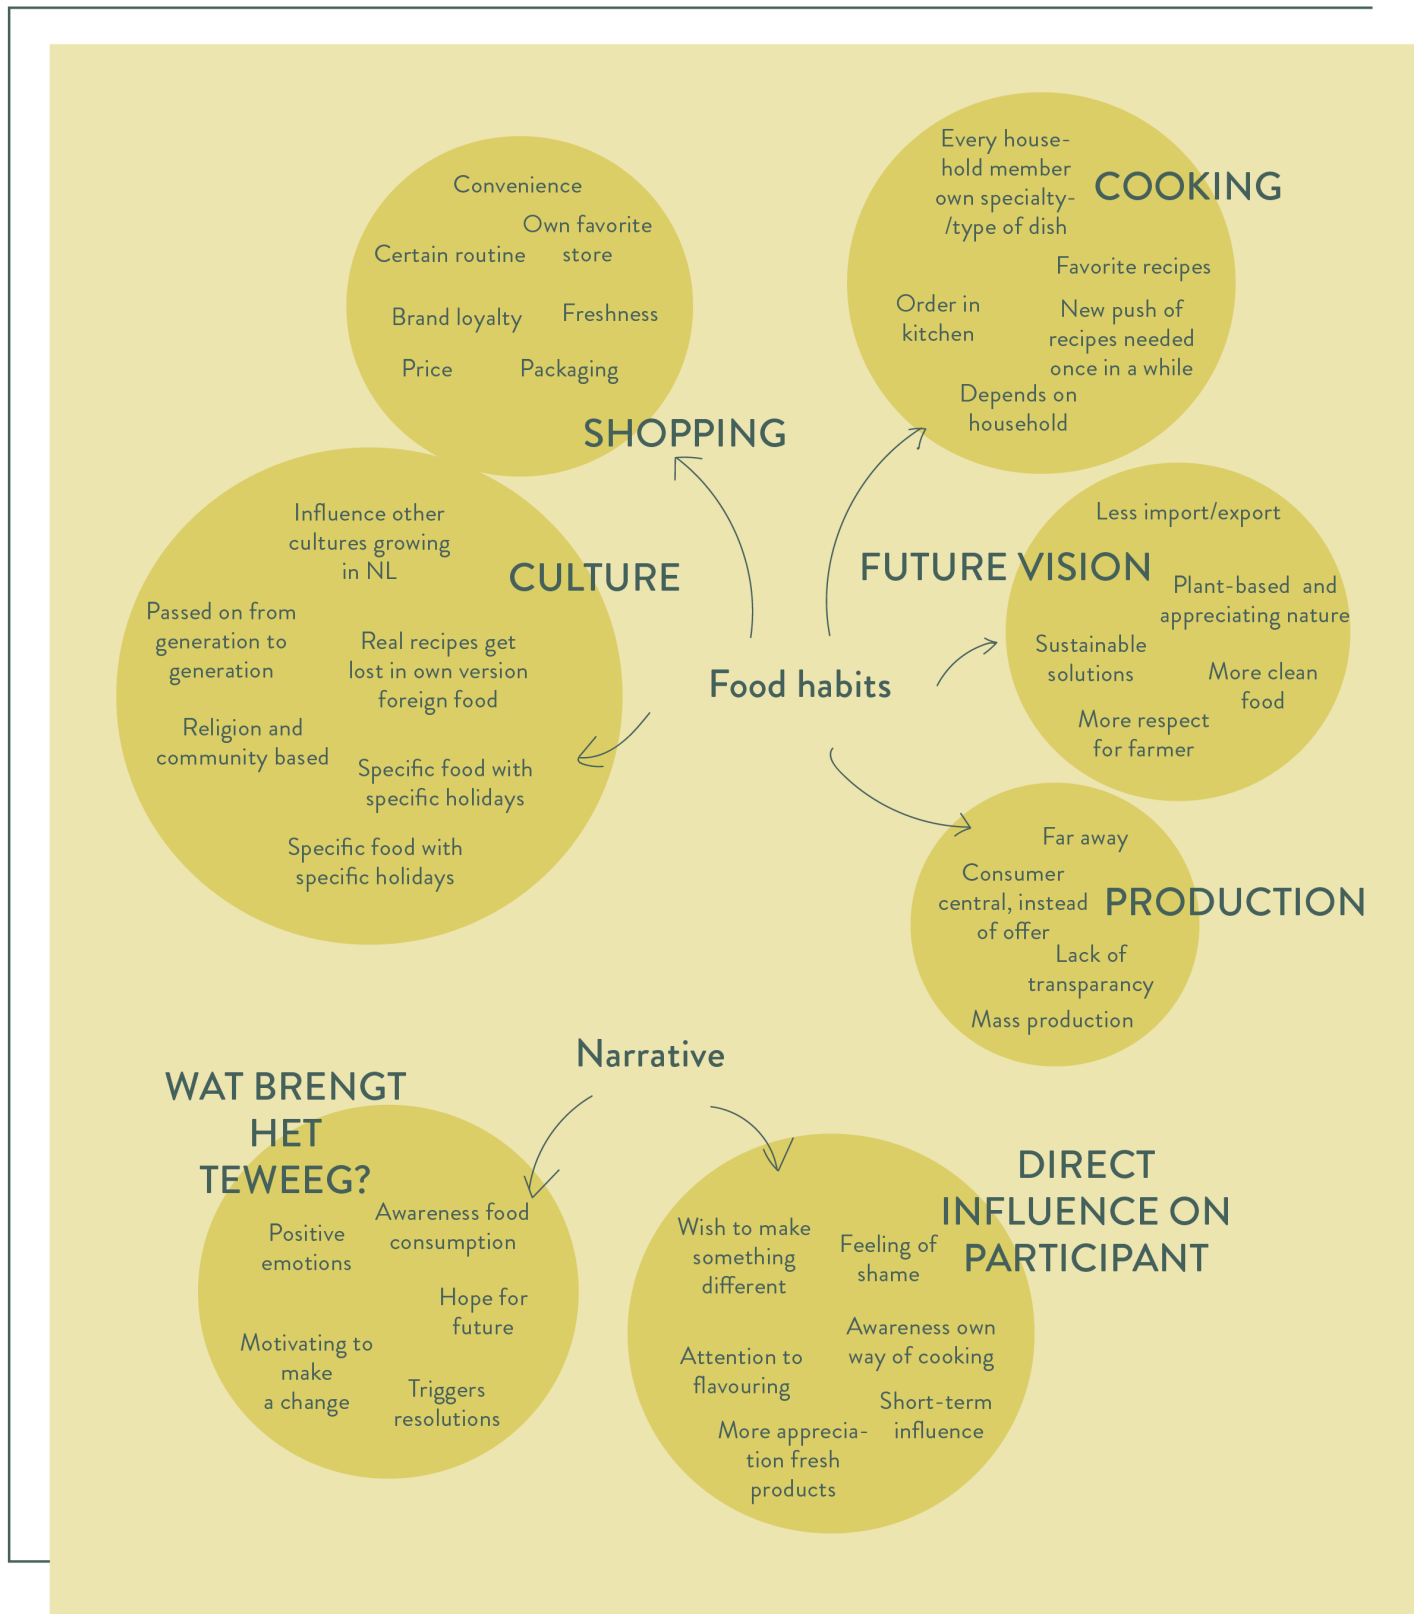 Convenience
Own favorite
store
Certain routine
Brand loyalty
Freshness
Price
Packaging
SHOPPING
Every house-
hold member
own specialty-
/type of dish
COOKING
Favorite recipes
Order in
kitchen
New push of
recipes needed
once in a while
Depends on
household
Influence other
cultures growing
in NL
CULTURE
Passed on from
generation to
generation
Real recipes get
lost in own version
foreign food
Religion and
community based
Specific food with
specific holidays
Specific food with
specific holidays
Food habits
Less import/export
FUTURE VISION
Plant-based  and
appreciating nature
Sustainable
solutions
More clean
food
More respect
for farmer
Far away
Consumer
central, instead
of offer
PRODUCTION
Lack of
transparancy
Mass production
Narrative
WAT BRENGT
HET
TEWEEG?
Awareness food
consumption
Positive
emotions
Hope for
future
Motivating to
make
a change
Triggers
resolutions
DIRECT
INFLUENCE ON
PARTICIPANT
Wish to make
something
different
Feeling of
shame
Awareness own
way of cooking
Attention to
flavouring
Short-term
influence
More apprecia-
tion fresh
products